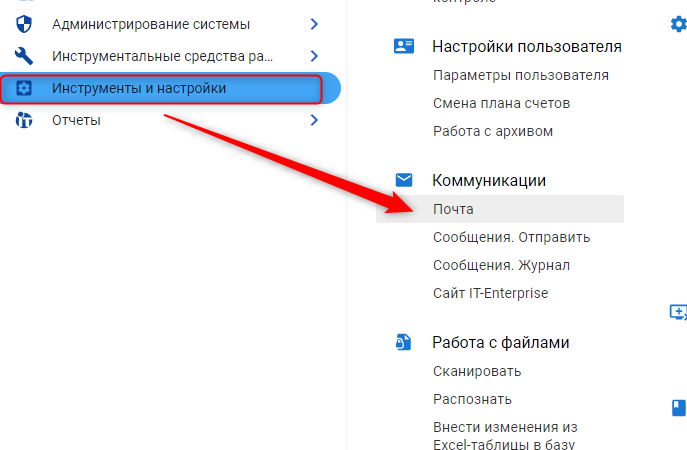 Администрирование системы
Инструментальные средства ра...
Инструменты и настройки
Отчеты
Настройки пользователя
Параметры пользователя
Смена плана счетов
Работа с архивом
Коммуникации
Почта
Сообщения. Отправить
Сообщения. Журнал
Сайт IT-Enterprise
Работа с файлами
Сканировать
Распознать
Внести изменения из
Excel-таблицы в базу